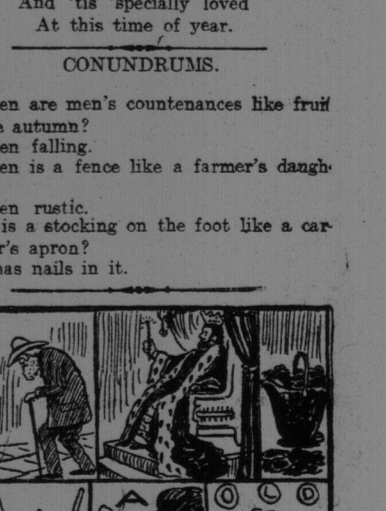 And 'tis 'specially loved
At this time of year.
CONUNDRUMS.
en are men's countenances like fruit
autumn?
en falling.
en is a fence like a farmer's daugh-
en rustic.
is a stocking on the foot like a car-
r's apron?
as nails in it.
A
O L D